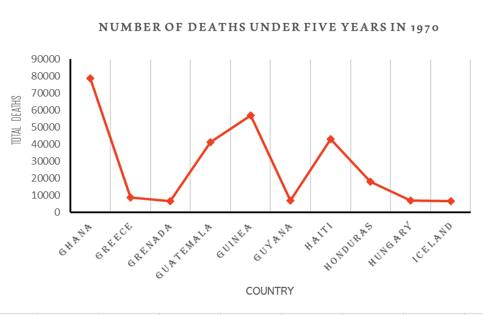 NUMBER OF DEATHS UNDER FIVE YEARS IN 1970
TOTAL DEATHS
90000
80000
70000
60000
50000
40000
30000
20000
10000
0
GHANA
GREECE
GRENADA
GUATEMALA
GUINEA
GUYANA
HAITI
HONDURAS
HUNGARY
ICELAND
COUNTRY